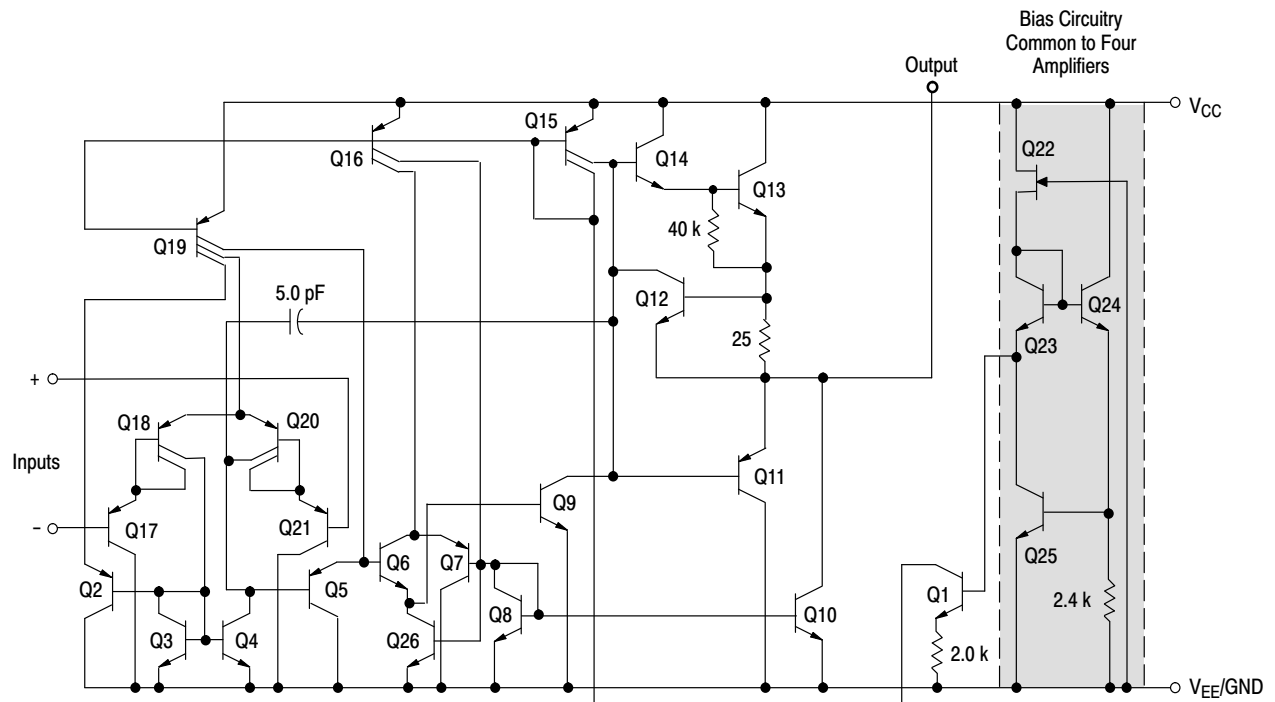 Bias Circuitry
Common to Four
Amplifiers
Output
VCC
Q15
Q22
Q16
Q14
Q13
40 k
Q19
5.0 pF
Q12
Q24
25
Q23
+
Q18
Q20
Inputs
Q9
Q11
−
Q17
Q21
Q25
Q6
Q7
Q2
Q5
Q8
Q10
Q1
2.4 k
Q3
Q4
Q26
2.0 k
VEE/GND